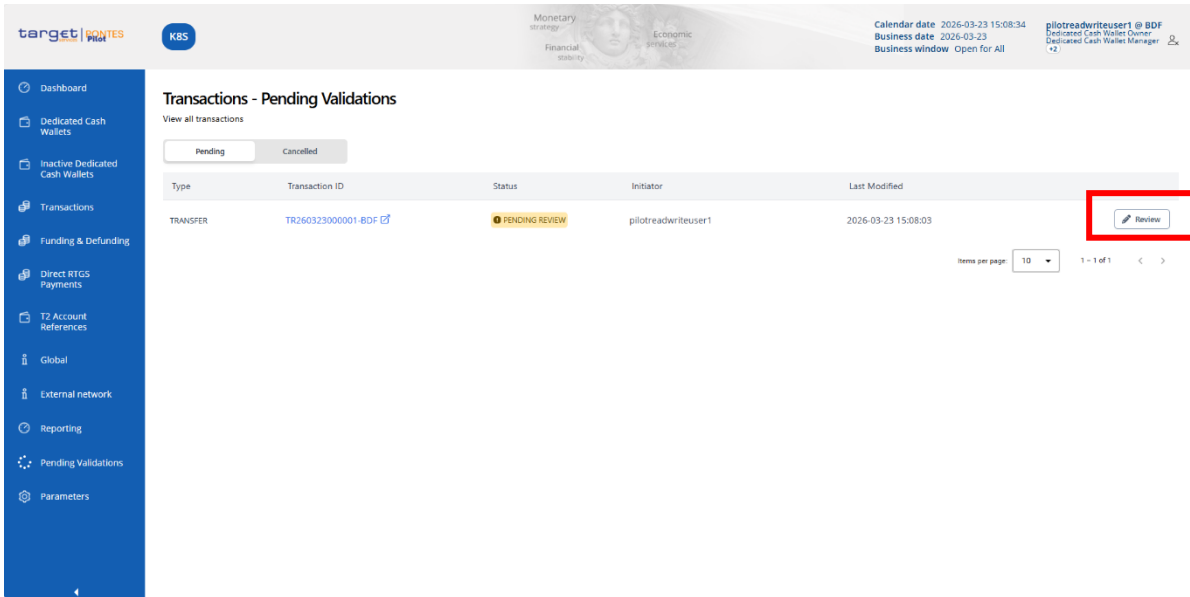 target | PONTES
Pilot
K8S
Monetary
strategy
Economic
services
Financial
stability
Calendar date 2026-03-23 15:08:34
Business date 2026-03-23
Business window Open for All
pilotreadwriteuser1 @ BDF
Dedicated Cash Wallet Owner
Dedicated Cash Wallet Manager
+2
Dashboard
Dedicated Cash
Wallets
Inactive Dedicated
Cash Wallets
Transactions
Funding & Defunding
Direct RTGS
Payments
T2 Account
References
Global
External network
Reporting
Pending Validations
Parameters
Transactions - Pending Validations
View all transactions
Pending Cancelled
Type Transaction ID Status Initiator Last Modified
TRANSFER TR260323000001-BDF PENDING REVIEW pilotreadwriteuser1 2026-03-23 15:08:03 Review
Items per page: 10 1 – 1 of 1